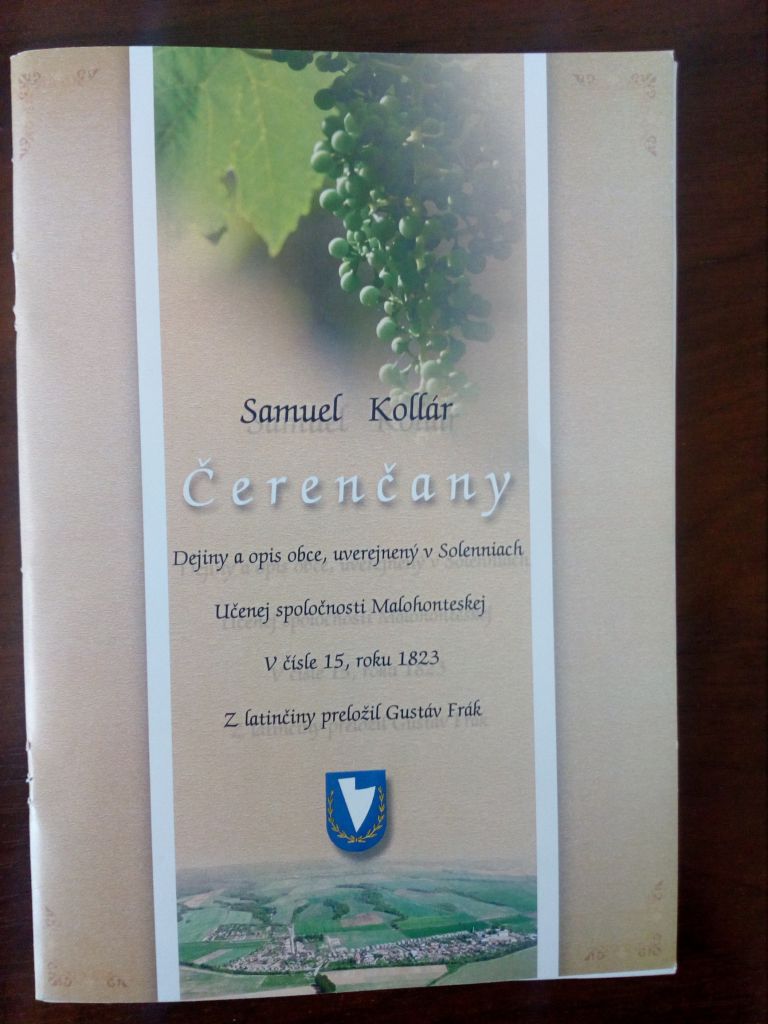 Samuel Kollár
Čerenčany
Dejiny a opis obce, uverejnený v Solenniach
Učenej spoločnosti Malohonteskej
V čísle 15, roku 1823
Z latinčiny preložil Gustáv Frák